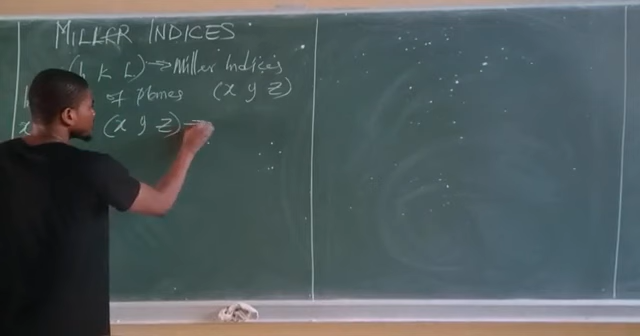 MILLER INDICES
K L) → Miller Indices
of planes (x y z)
x (x y z) –